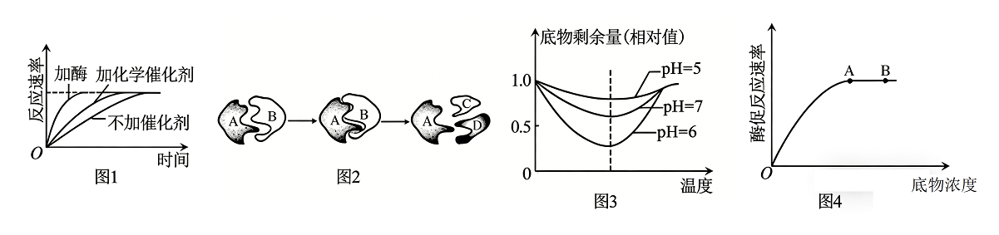 反应速率
加酶
加化学催化剂
不加催化剂
O
时间
图1
A
B
A
B
A
C
D
图2
底物剩余量(相对值)
1.0
0.5
0
pH=5
pH=7
pH=6
温度
图3
酶促反应速率
A
B
O
底物浓度
图4